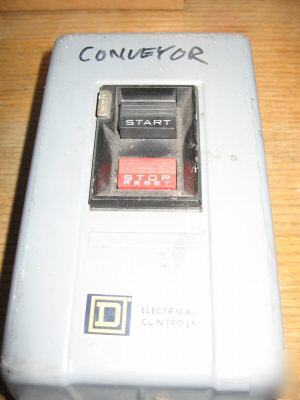 CONVEYOR
START
STOP
RESET
ELECTRICAL
CONTROLS